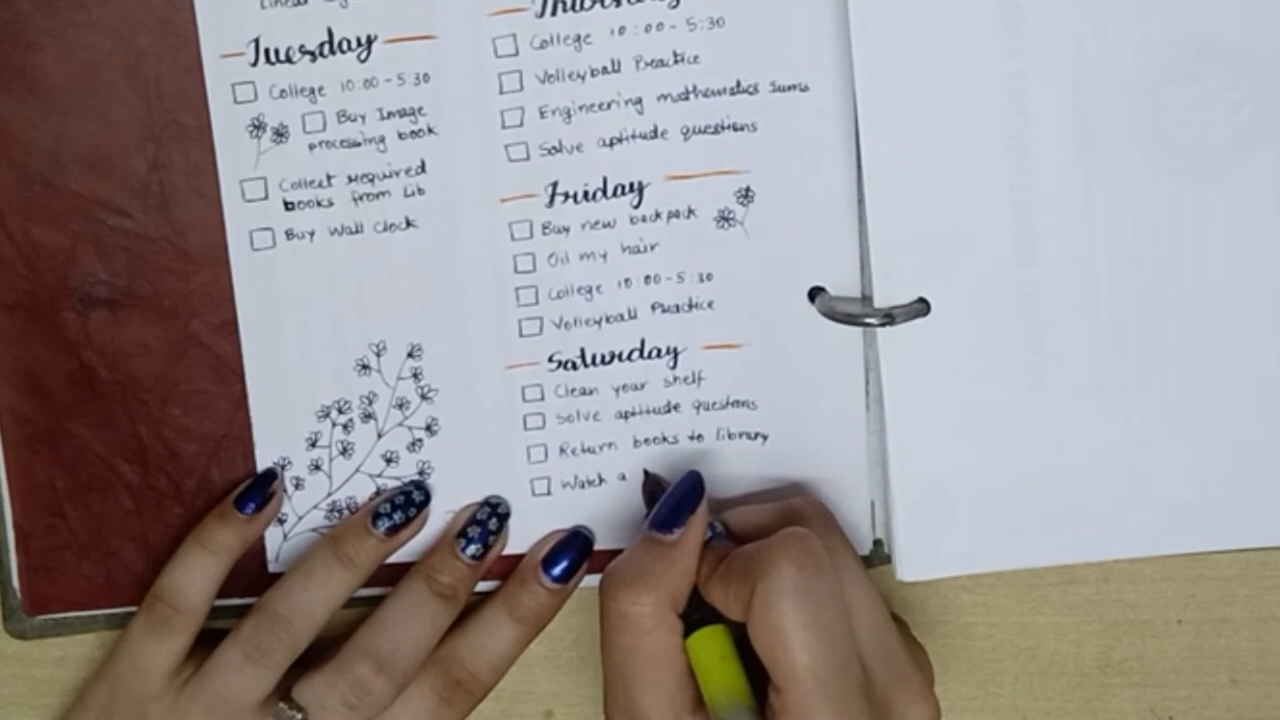 Linear
Tuesday
College 10:00-5:30
Buy Image
processing book
Collect required
books from Lib
Buy Wall Clock
Thursday
College 10:00-5:30
Volleyball Practice
Engineering mathematics sums
Solve aptitude questions
Friday
Buy new backpack
Oil my hair
College 10:00-5:30
Volleyball Practice
Saturday
Clean your shelf
Solve aptitude questions
Return books to library
Watch a